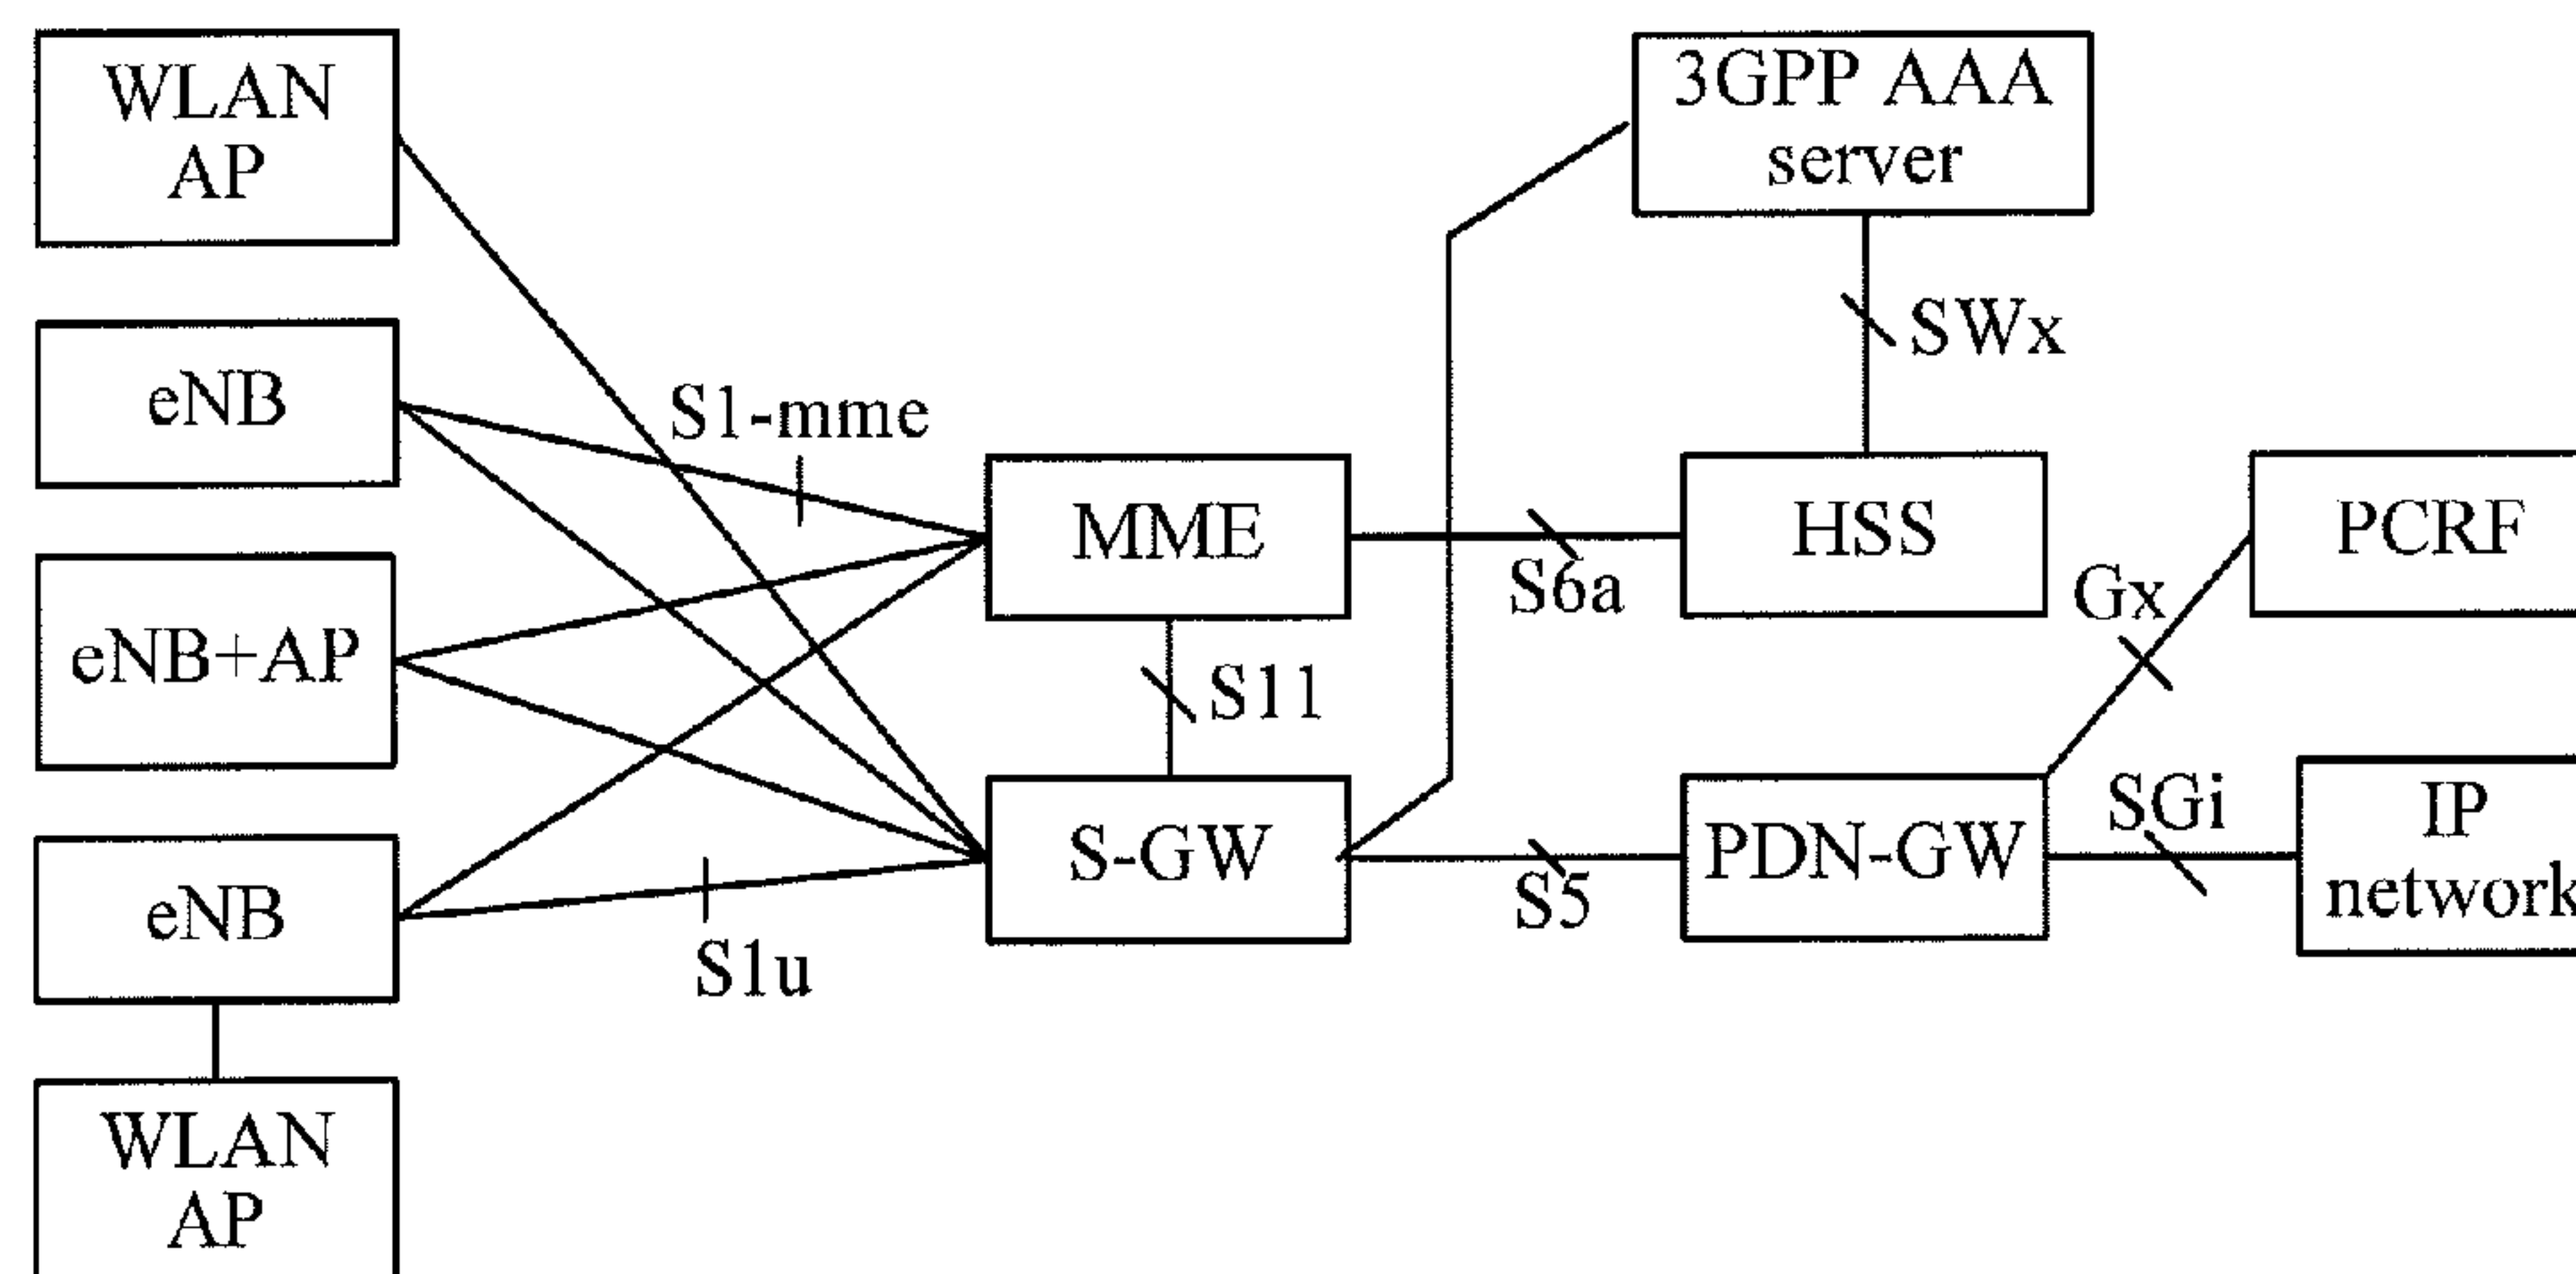 WLAN
AP
3GPP AAA
server
SWx
eNB
S1-mme
MME
S6a
HSS
Gx
PCRF
eNB+AP
S11
S-GW
S5
PDN-GW
SGi
IP
network
eNB
S1u
WLAN
AP